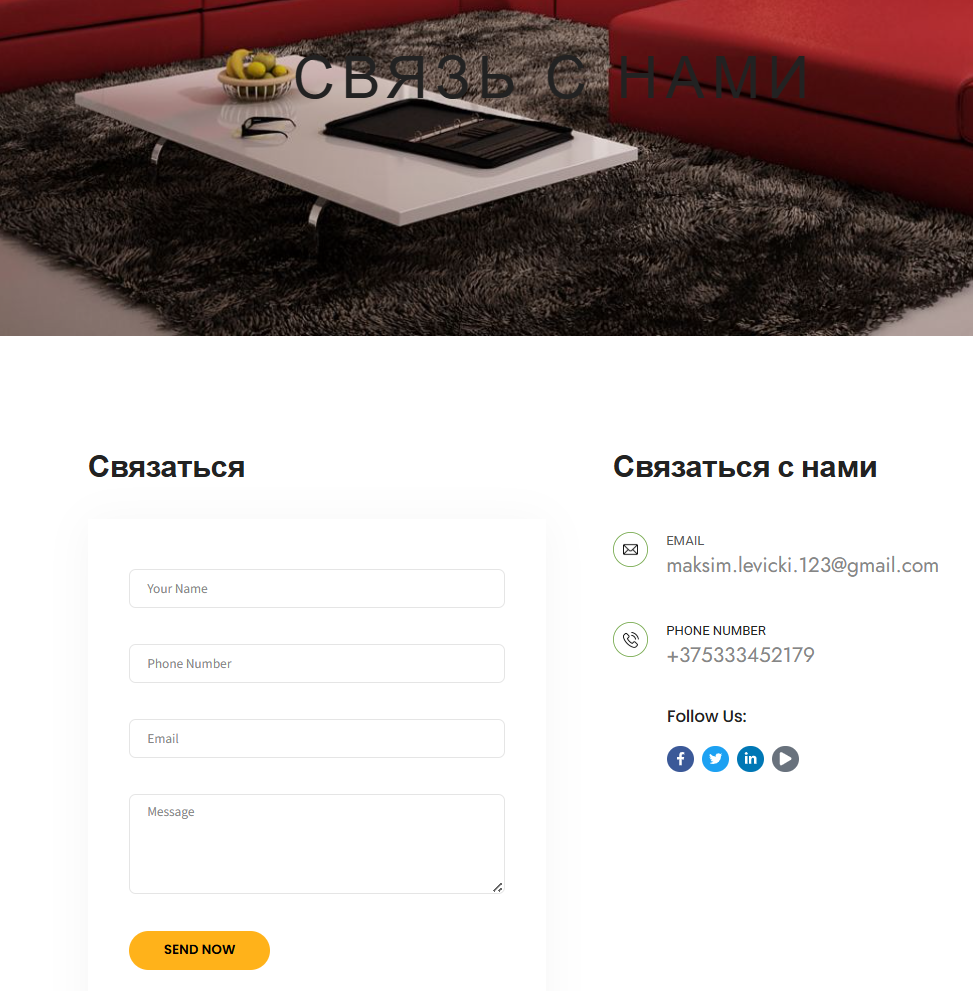 СВЯЗЬ С НАМИ
Связаться
Your Name
Phone Number
Email
Message
SEND NOW
Связаться с нами
EMAIL
maksim.levicki.123@gmail.com
PHONE NUMBER
+375333452179
Follow Us: